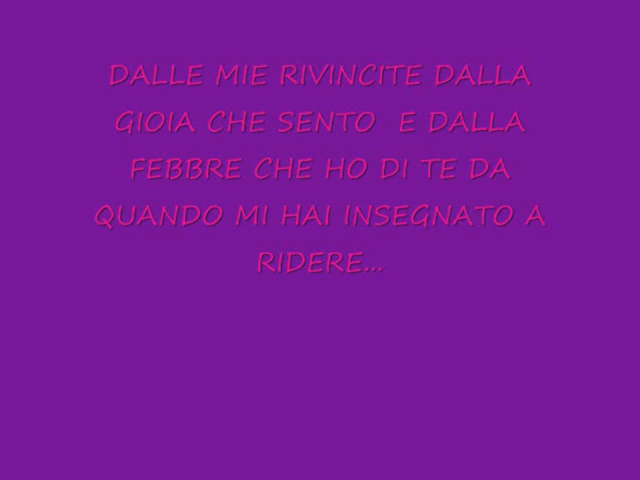 DALLE MIE RIVINCITE DALLA
GIOIA CHE SENTO  E DALLA
FEBBRE CHE HO DI TE DA
QUANDO MI HAI INSEGNATO A
RIDERE...